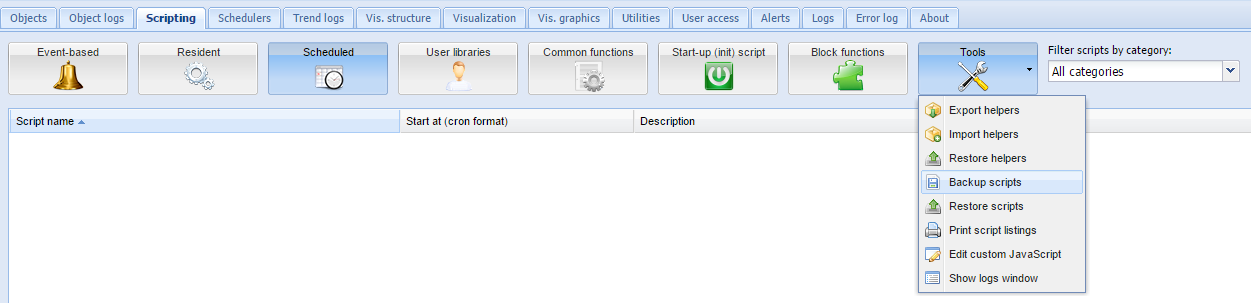 Objects Object logs Scripting Schedulers Trend logs Vis. structure Visualization Vis. graphics Utilities User access Alerts Logs Error log About
Event-based Resident Scheduled User libraries Common functions Start-up (init) script Block functions Tools Filter scripts by category:
All categories
Script name Start at (cron format) Description
Export helpers
Import helpers
Restore helpers
Backup scripts
Restore scripts
Print script listings
Edit custom JavaScript
Show logs window